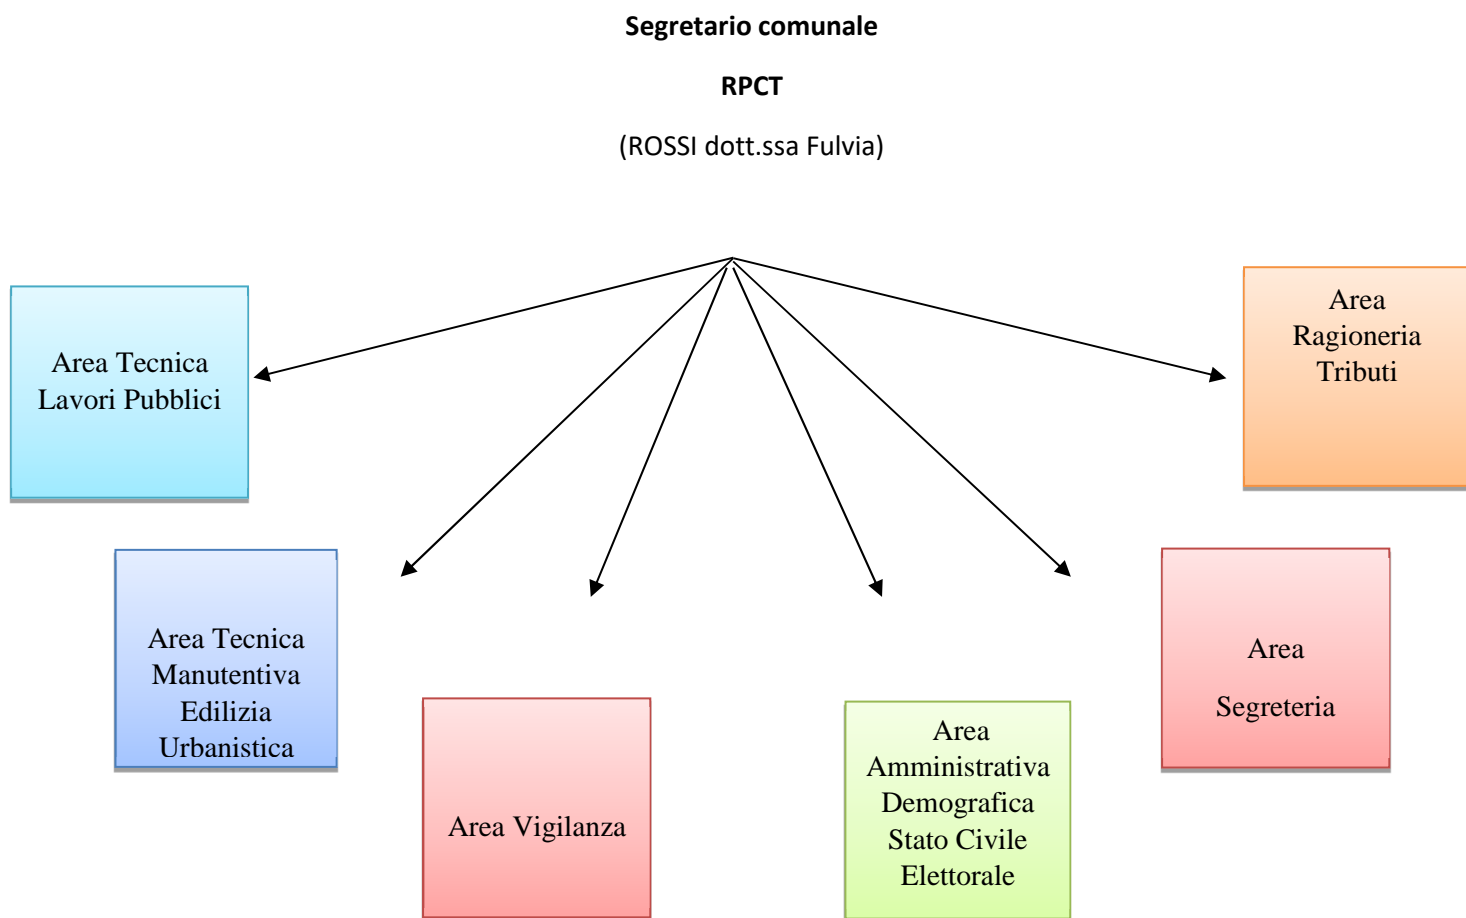 Segretario comunale
RPCT
(ROSSI dott.ssa Fulvia)
Area Tecnica
Lavori Pubblici
Area
Ragioneria
Tributi
Area Tecnica
Manutentiva
Edilizia
Urbanistica
Area Vigilanza
Area
Amministrativa
Demografica
Stato Civile
Elettorale
Area
Segreteria